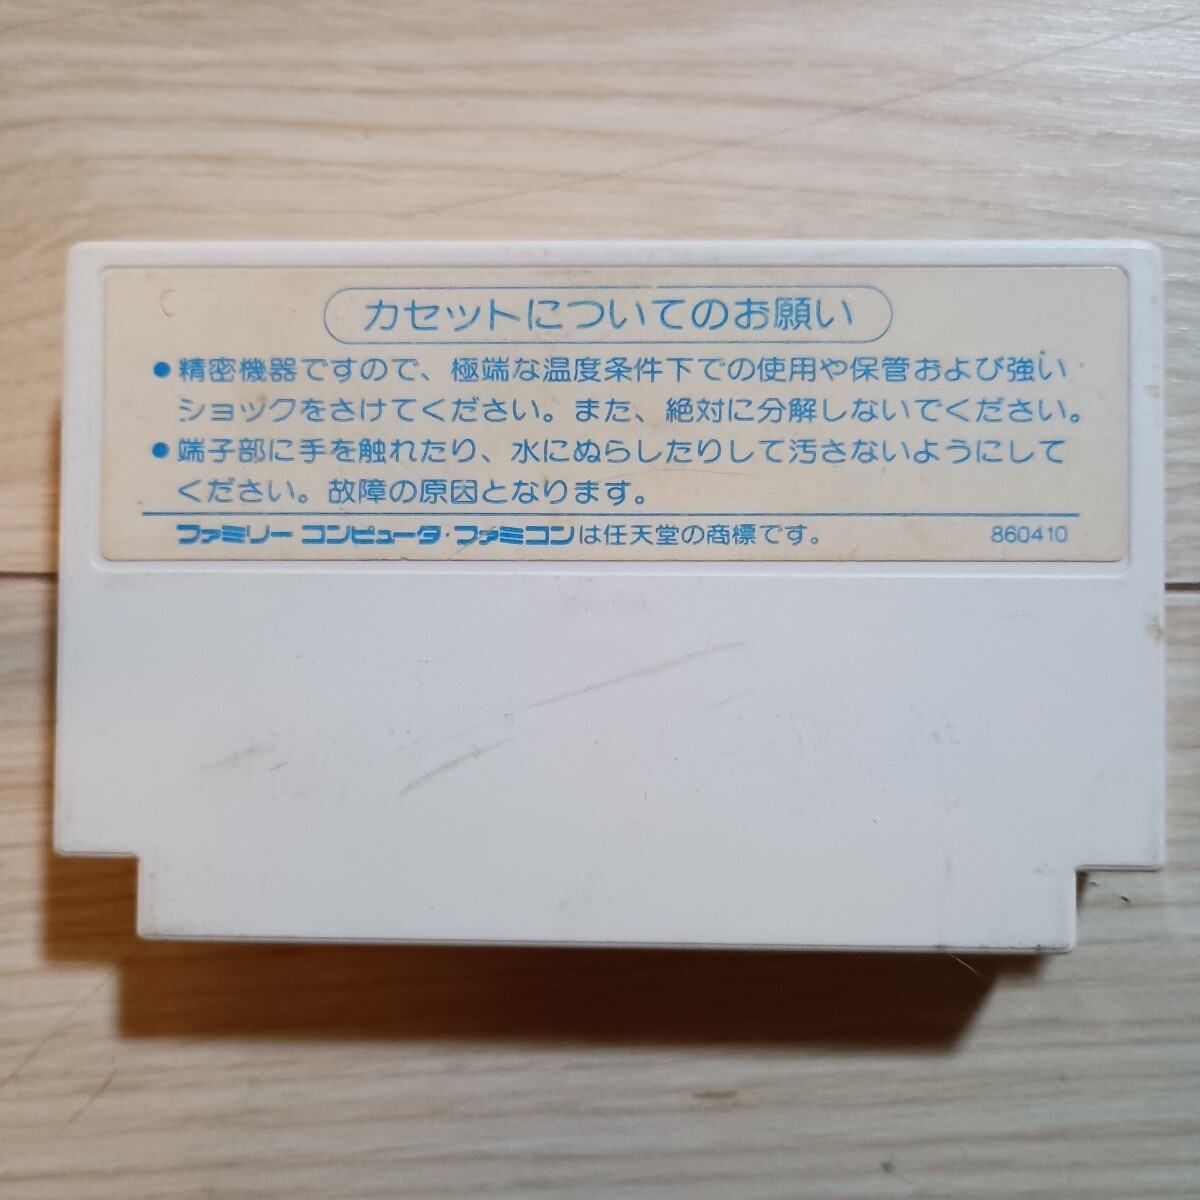 カセットについてのお願い
●精密機器ですので、極端な温度条件下での使用や保管および強い
ショックをさけてください。また、絶対に分解しないでください。
●端子部に手を触れたり、水にぬらしたりして汚さないようにして
ください。故障の原因となります。
ファミリーコンピュータ・ファミコンは任天堂の商標です。 860410